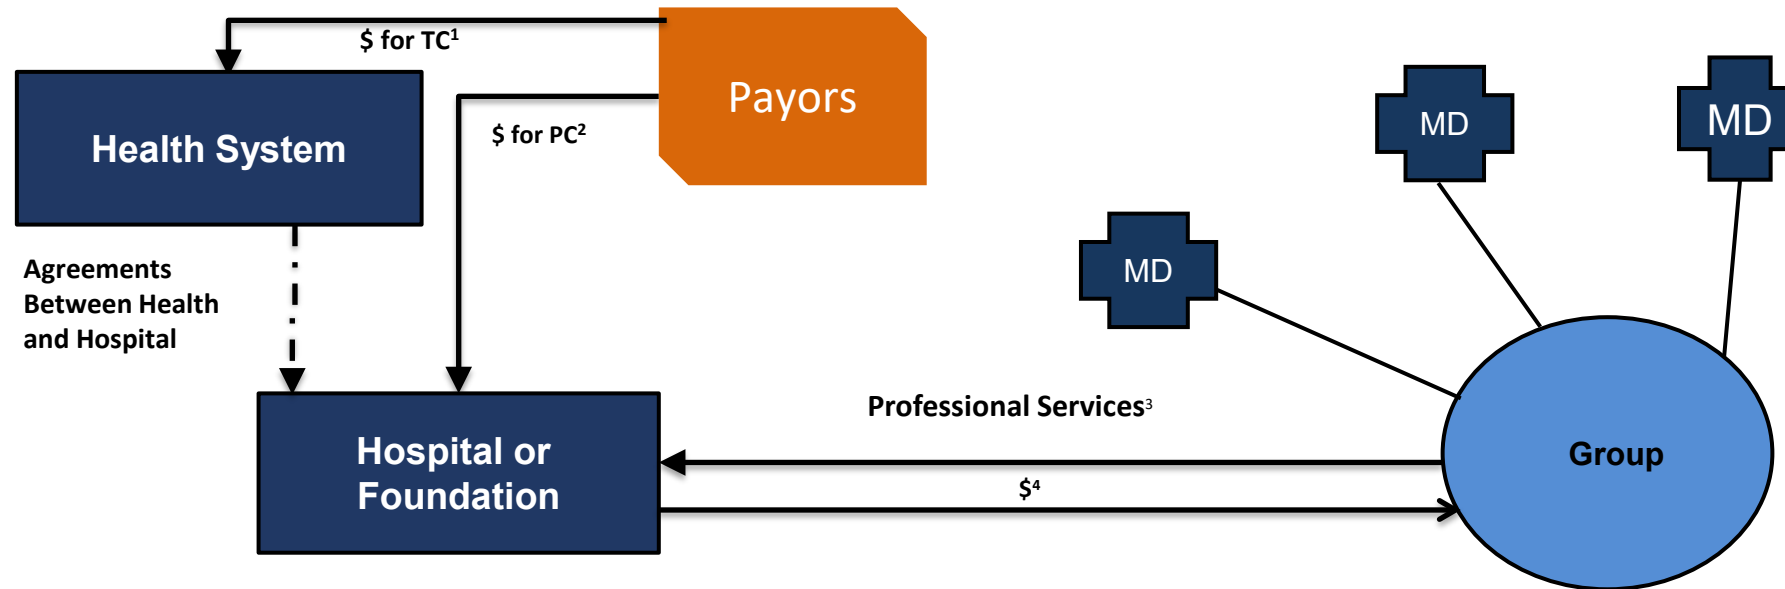 $ for TC¹
Payors
MD
MD
Health System
$ for PC²
MD
Agreements
Between Health
and Hospital
Professional Services³
Hospital or
Foundation
Group
$⁴